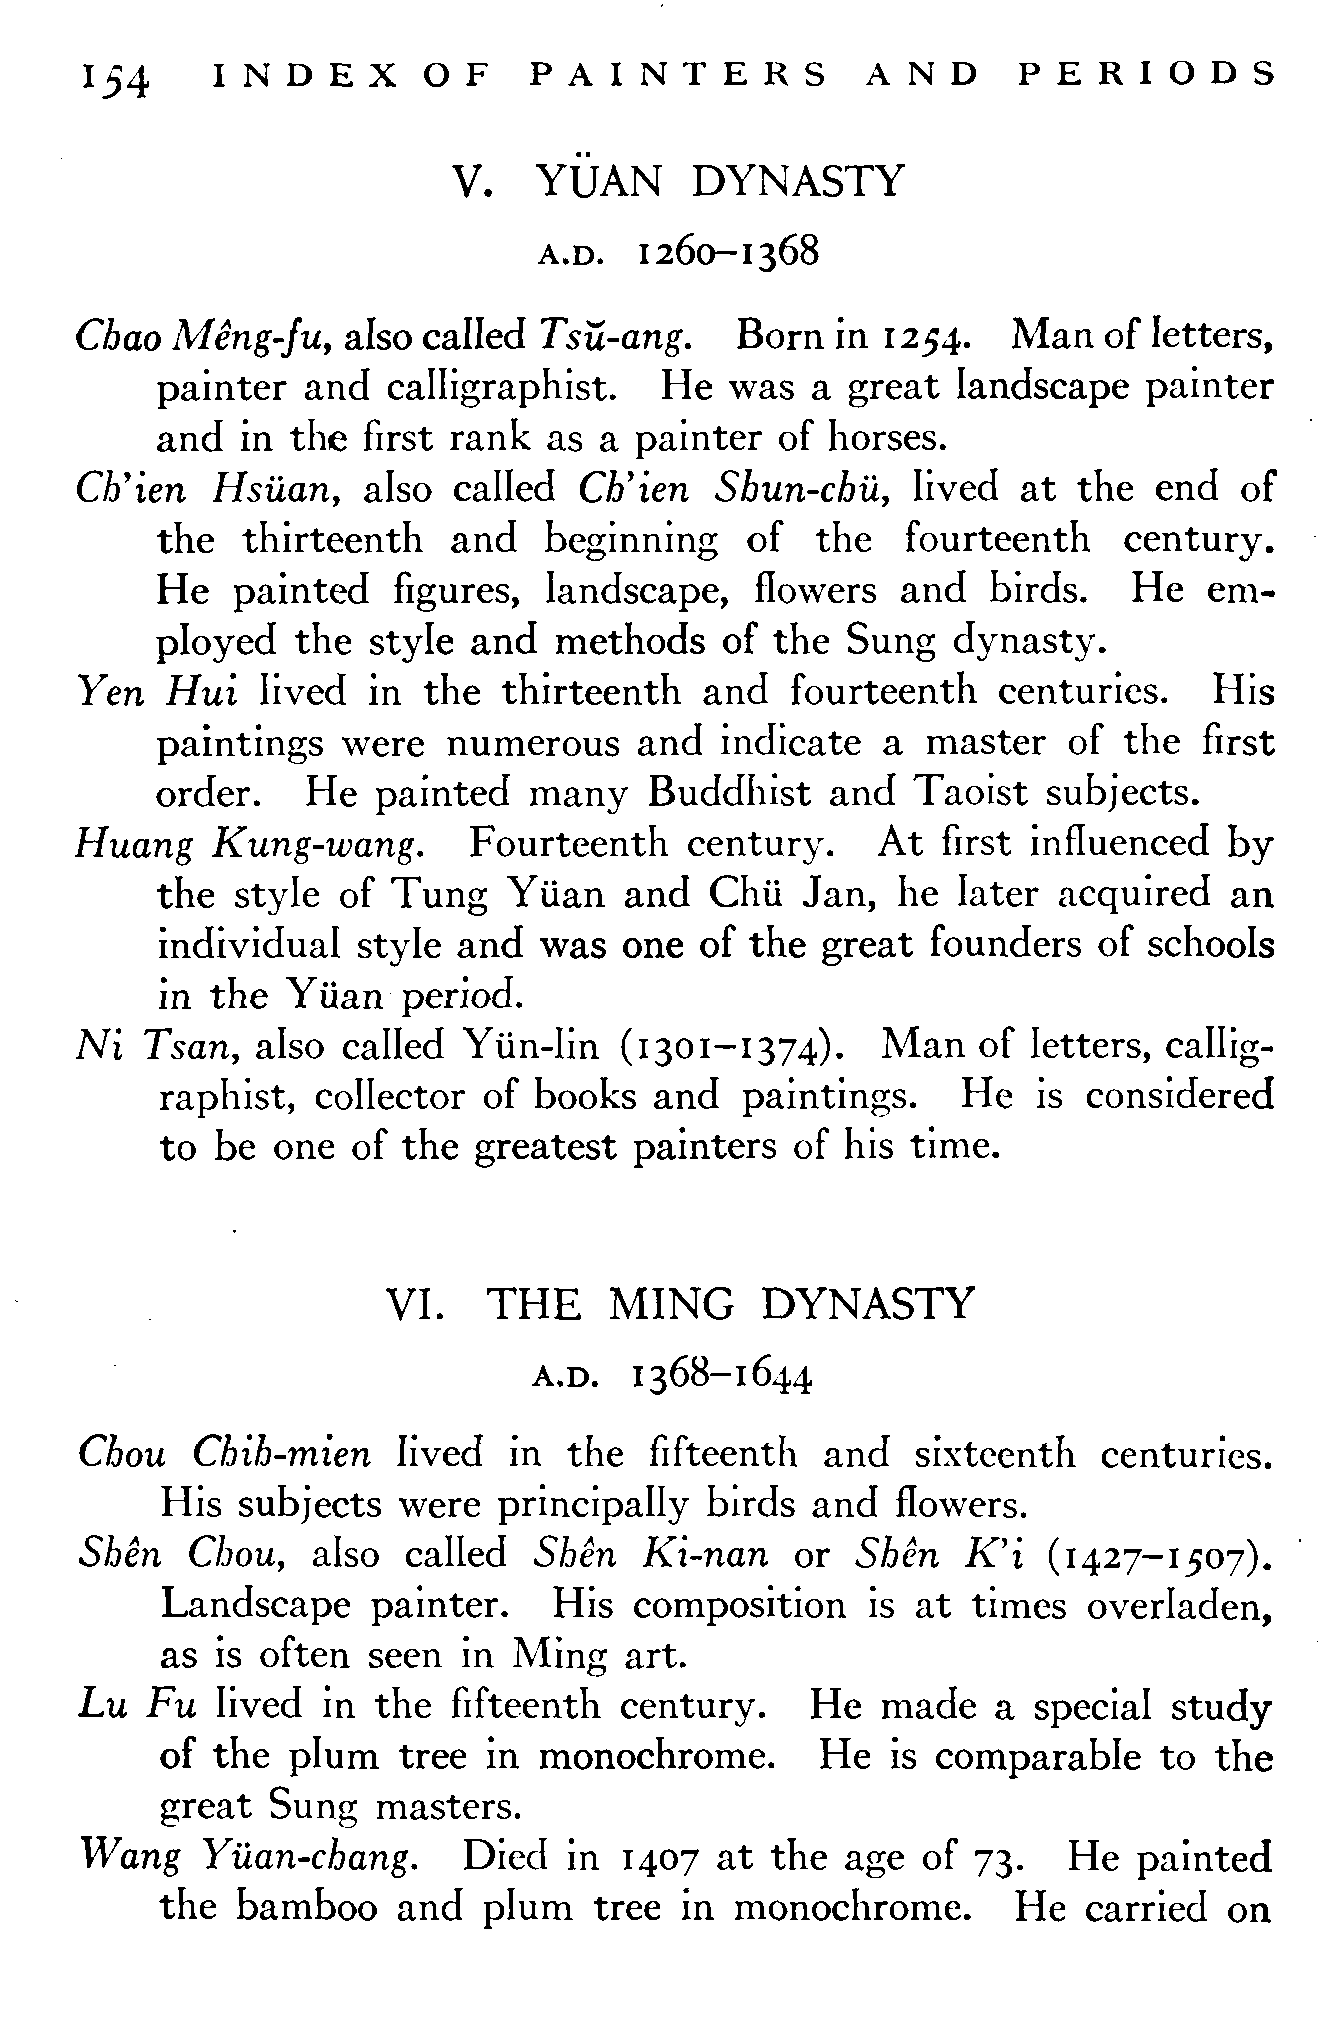 154 INDEX OF PAINTERS AND PERIODS
V. YÜAN DYNASTY
A.D. 1260–1368
Chao Mêng-fu, also called Tsŭ-ang. Born in 1254. Man of letters,
painter and calligraphist. He was a great landscape painter
and in the first rank as a painter of horses.
Ch’ien Hsüan, also called Ch’ien Shun-chü, lived at the end of
the thirteenth and beginning of the fourteenth century.
He painted figures, landscape, flowers and birds. He em-
ployed the style and methods of the Sung dynasty.
Yen Hui lived in the thirteenth and fourteenth centuries. His
paintings were numerous and indicate a master of the first
order. He painted many Buddhist and Taoist subjects.
Huang Kung-wang. Fourteenth century. At first influenced by
the style of Tung Yüan and Chü Jan, he later acquired an
individual style and was one of the great founders of schools
in the Yüan period.
Ni Tsan, also called Yün-lin (1301–1374). Man of letters, callig-
raphist, collector of books and paintings. He is considered
to be one of the greatest painters of his time.
VI. THE MING DYNASTY
A.D. 1368–1644
Chou Chih-mien lived in the fifteenth and sixteenth centuries.
His subjects were principally birds and flowers.
Shên Chou, also called Shên Ki-nan or Shên K’i (1427–1507).
Landscape painter. His composition is at times overladen,
as is often seen in Ming art.
Lu Fu lived in the fifteenth century. He made a special study
of the plum tree in monochrome. He is comparable to the
great Sung masters.
Wang Yüan-chang. Died in 1407 at the age of 73. He painted
the bamboo and plum tree in monochrome. He carried on